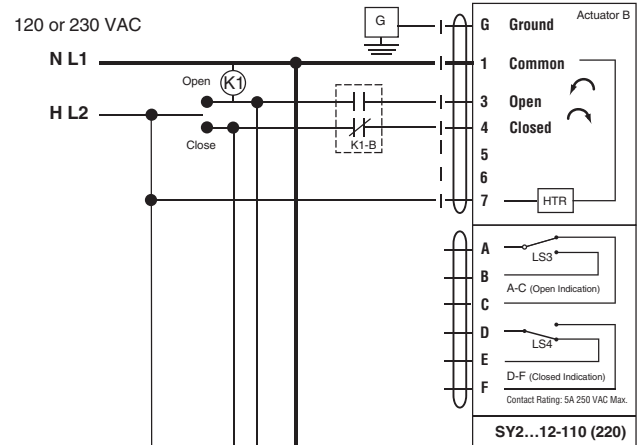 120 or 230 VAC
G
G Ground
Actuator B
N L1
1 Common
Open
K1
3 Open
H L2
4 Closed
Close
K1-B
5
6
7
HTR
A
LS3
B
A-C (Open Indication)
C
D
LS4
E
D-F (Closed Indication)
F
Contact Rating: 5A 250 VAC Max.
SY2...12-110 (220)